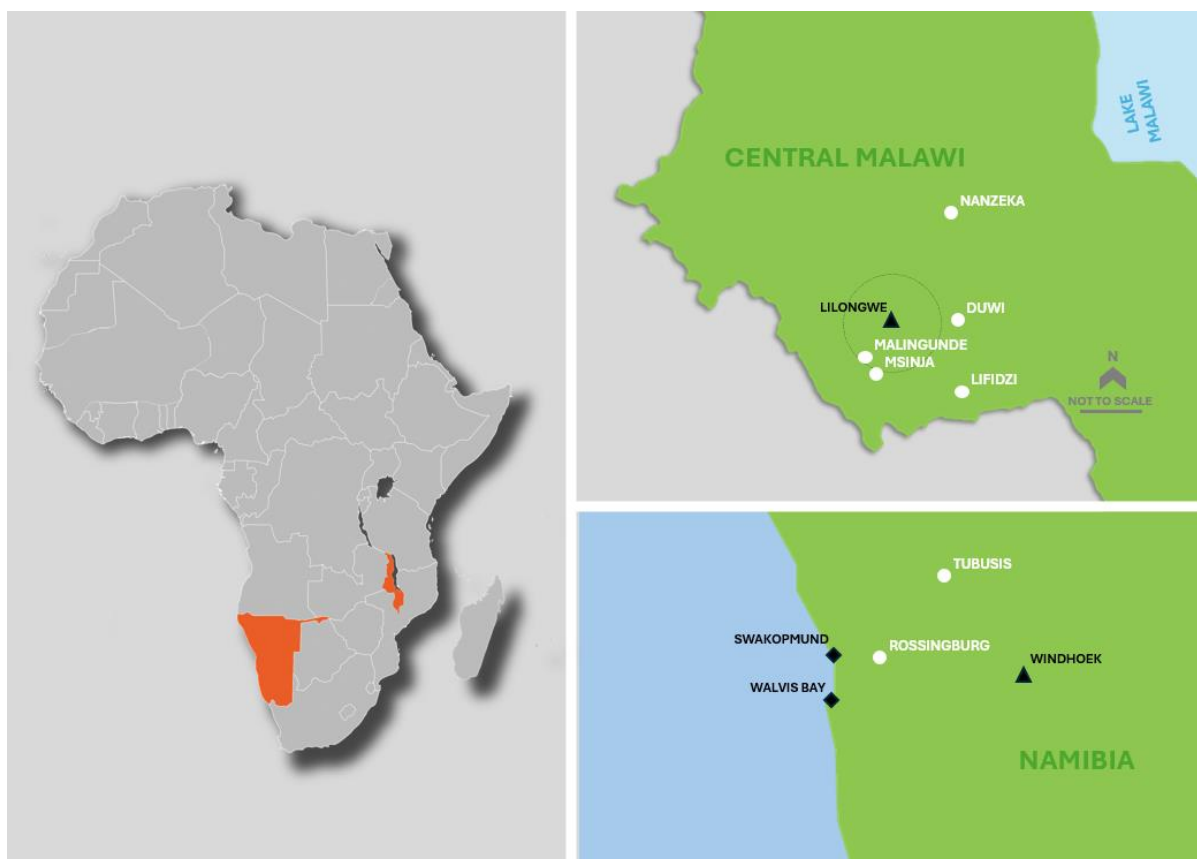 CENTRAL MALAWI
LAKE
MALAWI
NANZEKA
LILONGWE
DUWI
MALINGUNDE
MSINJA
LIFIDZI
N
NOT TO SCALE
TUBUSIS
SWAKOPMUND
ROSSINGBURG
WINDHOEK
WALVIS BAY
NAMIBIA